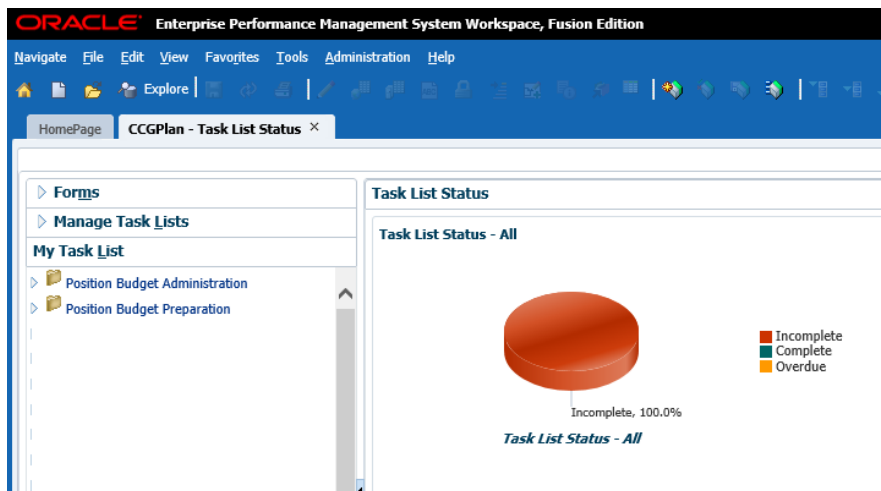 ORACLE Enterprise Performance Management System Workspace, Fusion Edition
Navigate File Edit View Favorites Tools Administration Help
Explore
HomePage CCGPlan - Task List Status ×
Forms
Manage Task Lists
My Task List
Position Budget Administration
Position Budget Preparation
Task List Status
Task List Status - All
Incomplete
Complete
Overdue
Incomplete, 100.0%
Task List Status - All